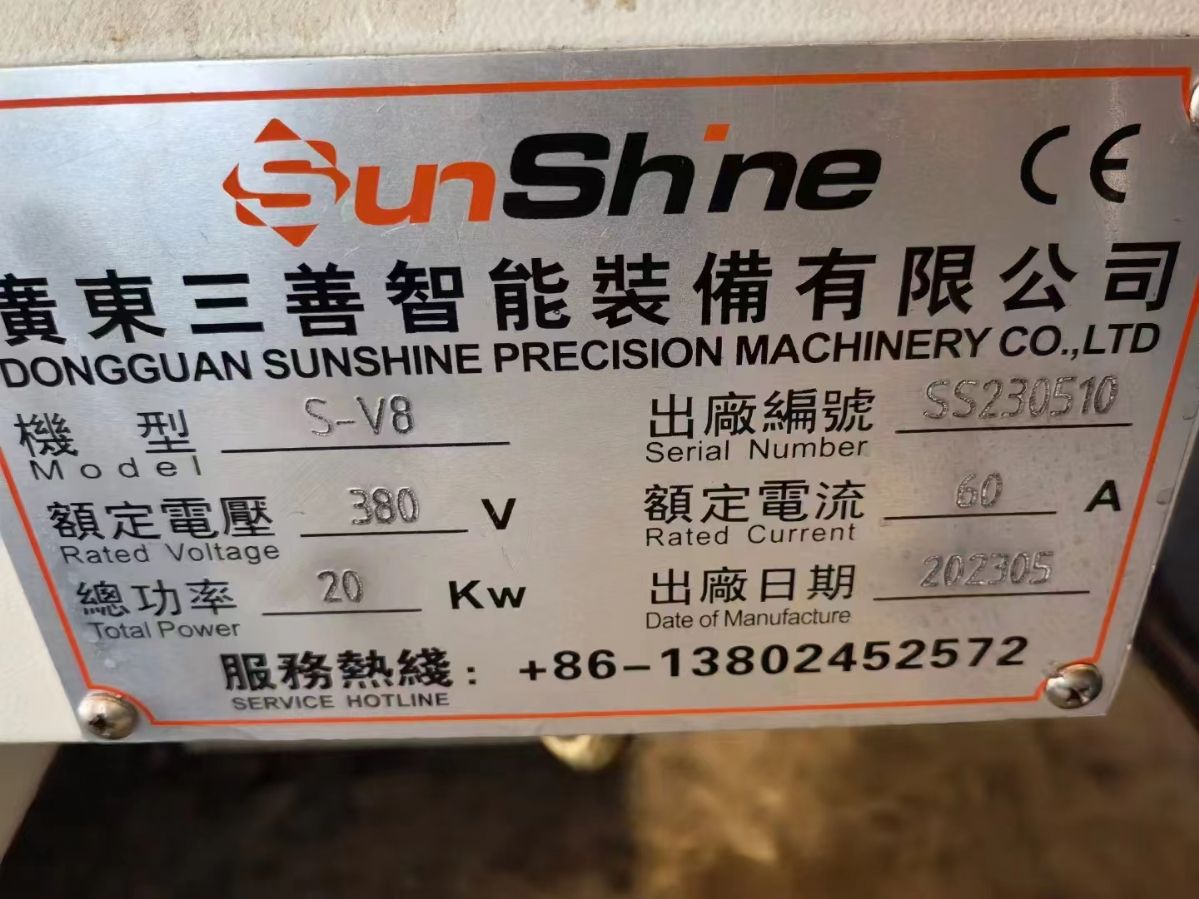 SunShine CE
廣東三善智能裝備有限公司
DONGGUAN SUNSHINE PRECISION MACHINERY CO.,LTD
機型 S-V8 出廠編號 SS230510
Model Serial Number
額定電壓 380 V 額定電流 60 A
Rated Voltage Rated Current
總功率 20 Kw 出廠日期 202305
Total Power Date of Manufacture
服務熱綫：+86-13802452572
SERVICE HOTLINE